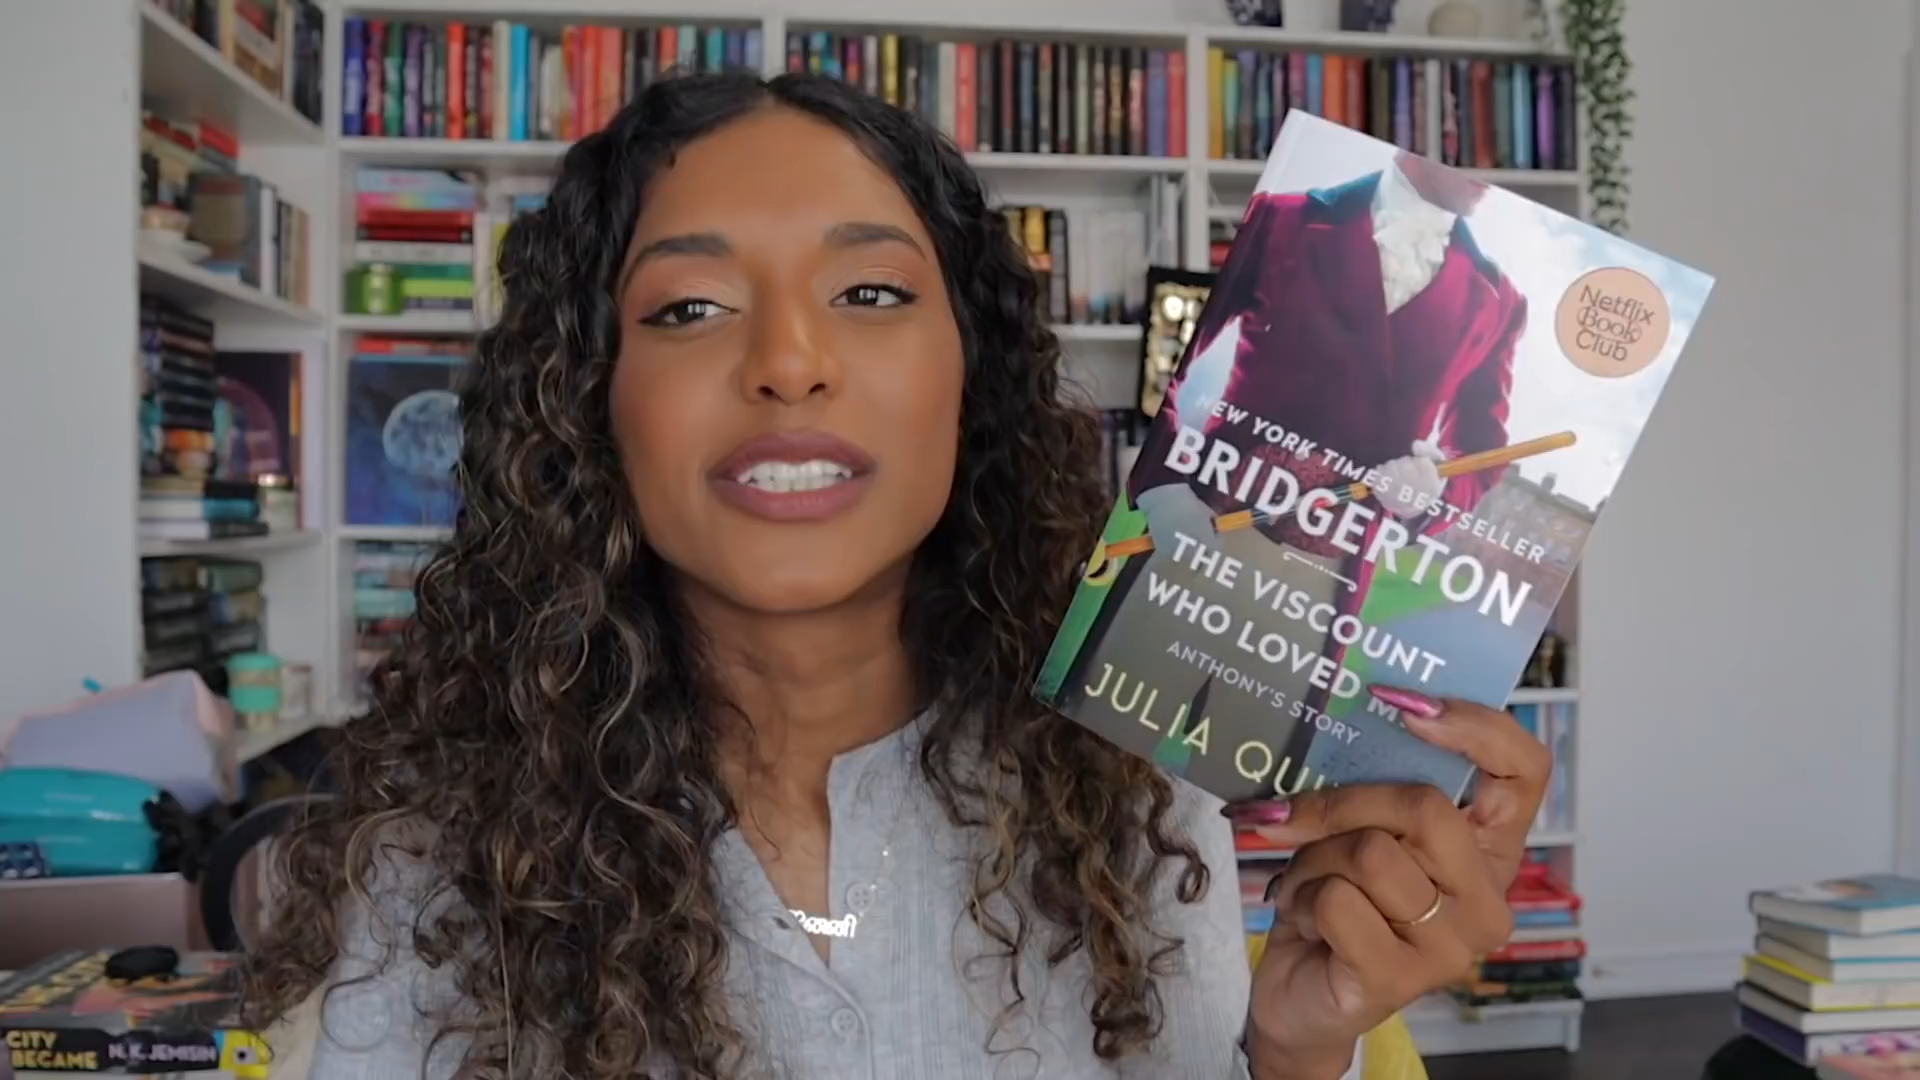 Netflix
Book
Club
NEW YORK TIMES BESTSELLER
BRIDGERTON
THE VISCOUNT
WHO LOVED
ANTHONY'S STORY
JULIA
CITY
BECAME
N. K. JEMISIN